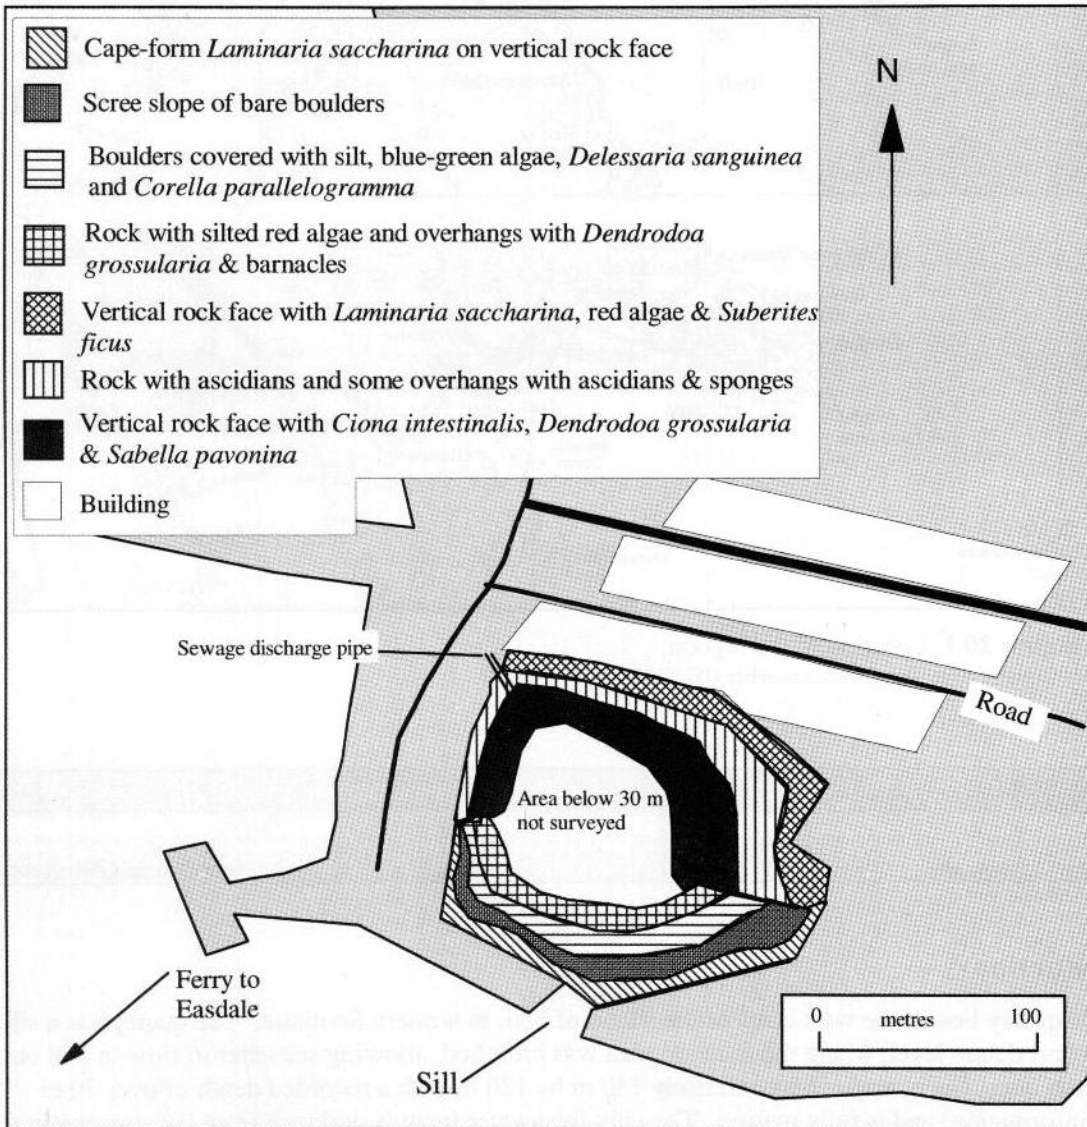 Cape-form Laminaria saccharina on vertical rock face
Scree slope of bare boulders
Boulders covered with silt, blue-green algae, Delessaria sanguinea
and Corella parallelogramma
Rock with silted red algae and overhangs with Dendrodoa
grossularia & barnacles
Vertical rock face with Laminaria saccharina, red algae & Suberites
ficus
Rock with ascidians and some overhangs with ascidians & sponges
Vertical rock face with Ciona intestinalis, Dendrodoa grossularia
& Sabella pavonina
Building
N
Sewage discharge pipe
Road
Area below 30 m
not surveyed
Ferry to
Easdale
Sill
0 metres 100